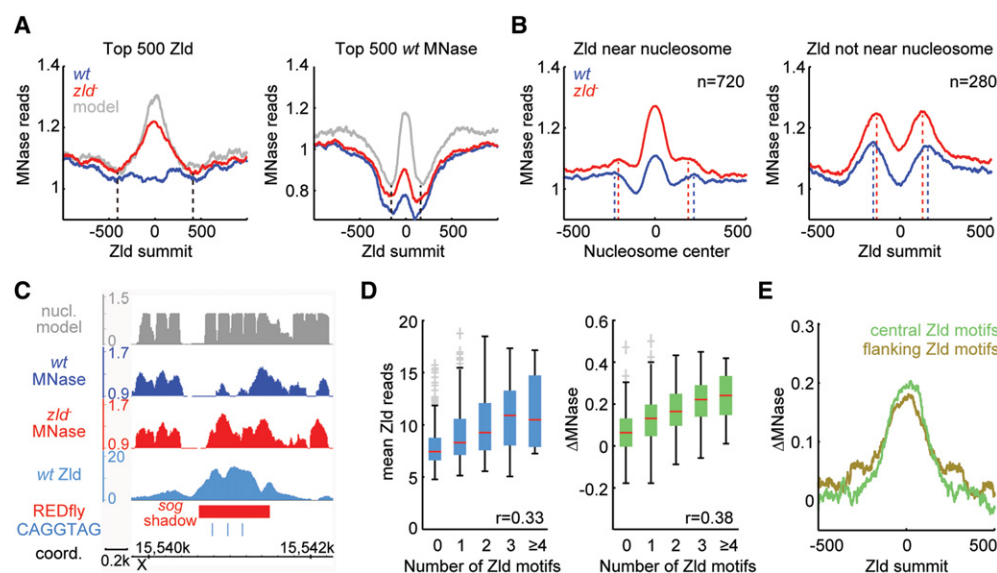 A
Top 500 Zld
Top 500 wt MNase
MNase reads
1.4
1.2
1
wt
zld-
model
-500
0
500
Zld summit
MNase reads
1.2
1
0.8
-500
0
500
Zld summit
B
Zld near nucleosome
Zld not near nucleosome
MNase reads
1.4
1.2
1
wt
zld-
n=720
-500
0
500
Nucleosome center
MNase reads
1.4
1.2
1
n=280
-500
0
500
Zld summit
C
nucl.
model
1.5
0
wt
MNase
1.7
0.9
zld-
MNase
1.7
0.9
wt Zld
20
0
REDfly
sog
shadow
CAGGTAG
coord.
0.2k
15,540k
15,542k
X
D
mean Zld reads
20
15
10
5
0
r=0.33
0
1
2
3
≥4
Number of Zld motifs
ΔMNase
0.6
0.4
0.2
0
-0.2
r=0.38
0
1
2
3
≥4
Number of Zld motifs
E
ΔMNase
0.3
0.2
0.1
0
central Zld motifs
flanking Zld motifs
-500
0
500
Zld summit